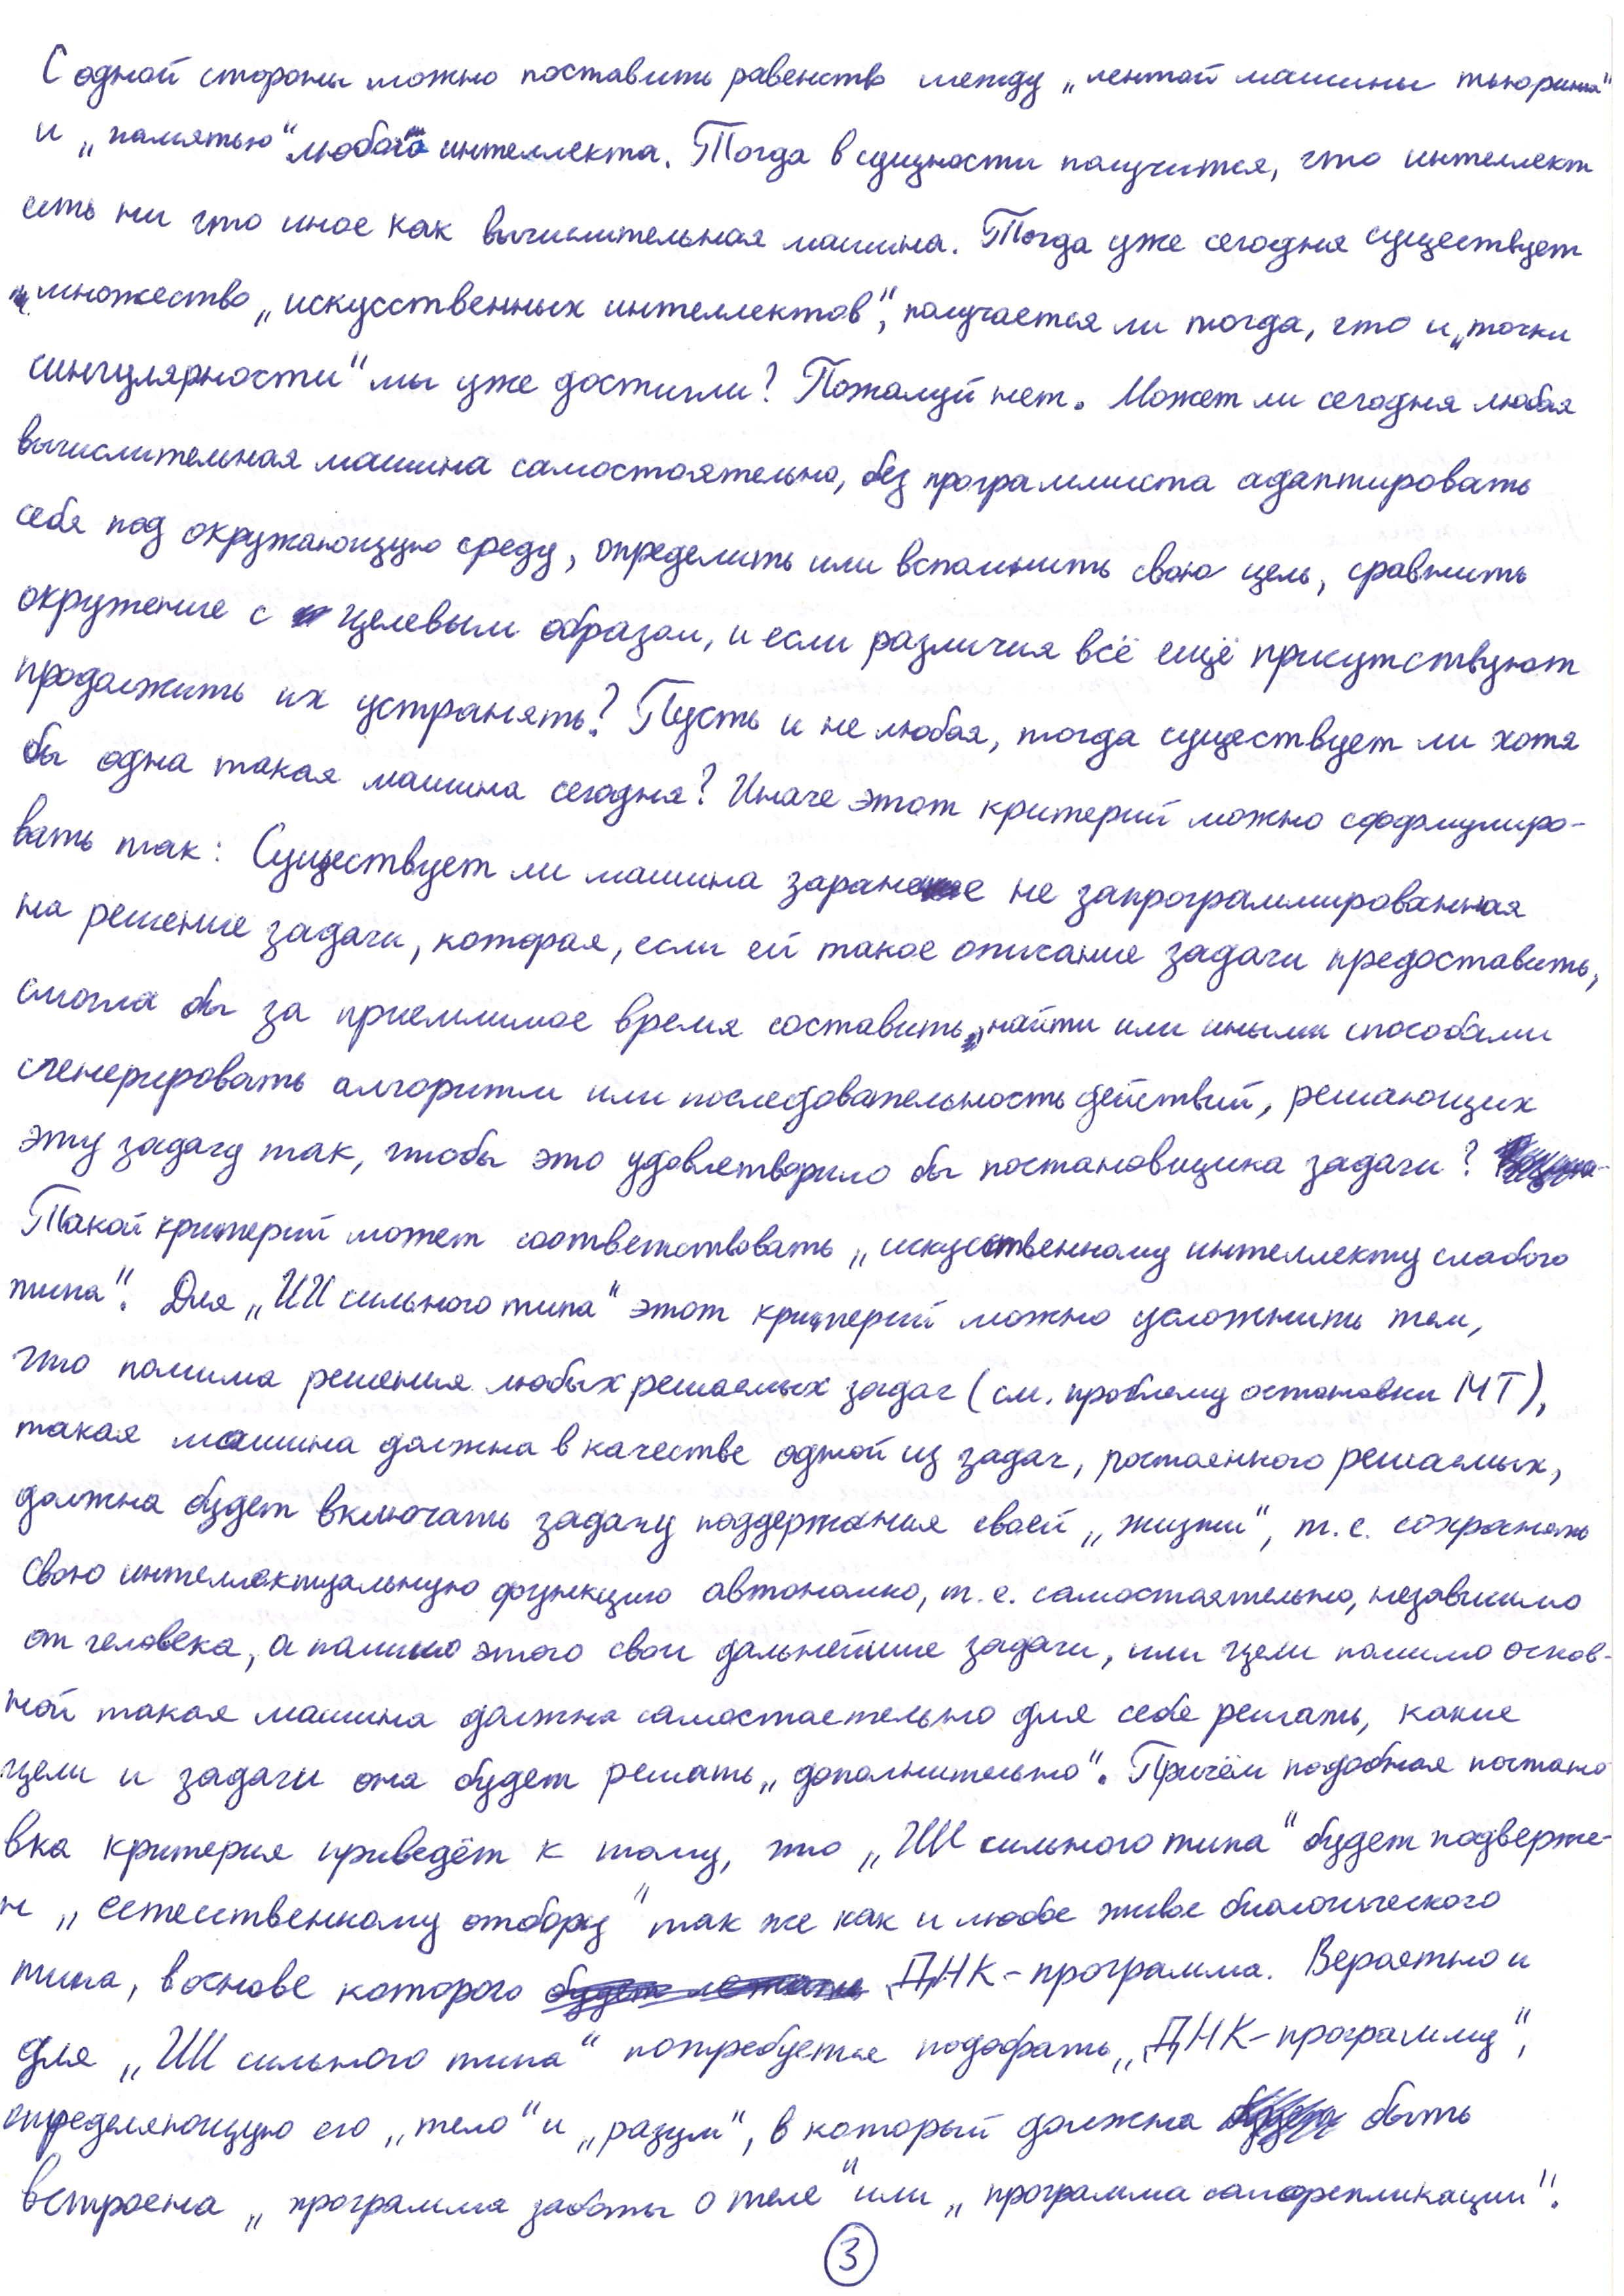 С одной стороны можно поставить равенство между „лентой машины тьюринга"
и „памятью" любого интеллекта. Тогда в сущности получится, что интеллект
есть ни что иное как вычислительная машина. Тогда уже сегодня существует
множество „искусственных интеллектов", получается ли тогда, что и „точки
сингулярности" мы уже достигли? Пожалуй нет. Может ли сегодня любая
вычислительная машина самостоятельно, без программиста адаптировать
себя под окружающую среду, определить или вспомнить свою цель, сравнить
окружение с целевым образом, и если различия всё ещё присутствуют
продолжить их устранять? Пусть и не любая, тогда существует ли хотя
бы одна такая машина сегодня? Иначе этот критерий можно сформулиро-
вать так: Существует ли машина заранее не запрограммированная
на решение задачи, которая, если ей такое описание задачи предоставить,
смогла бы за приемлимое время составить, найти или иными способами
сгенерировать алгоритм или последовательность действий, решающих
эту задачу так, чтобы это удовлетворило бы постановщика задачи?
Такой критерий может соответствовать „искусственному интеллекту слабого
типа". Для „ИИ сильного типа" этот критерий можно усложнить тем,
что помима решения любых решаемых задач (см. проблему остановки МТ),
такая машина должна в качестве одной из задач, постоянного решаемых,
должна будет включать задачу поддержания своей „жизни", т.е. сохранять
свою интеллектуальную функцию автономно, т.е. самостоятельно, независимо
от человека, а помимо этого свои дальнейшие задачи, или цели помимо основ-
ной такая машина должна самостоятельно для себя решать, какие
цели и задачи она будет решать „дополнительно". Причём подобная постано
вка критерия приведёт к тому, что „ИИ сильного типа" будет подверже-
н „естественному отбору" так же как и любое живое биологического
типа, в основе которого ДНК-программа. Вероятно и
для „ИИ сильного типа" потребуется подобрать „ДНК-программу",
определяющую его „тело" и „разум", в который должна быть
встроена „программа заботы о теле" или „программа саморепликации".
3